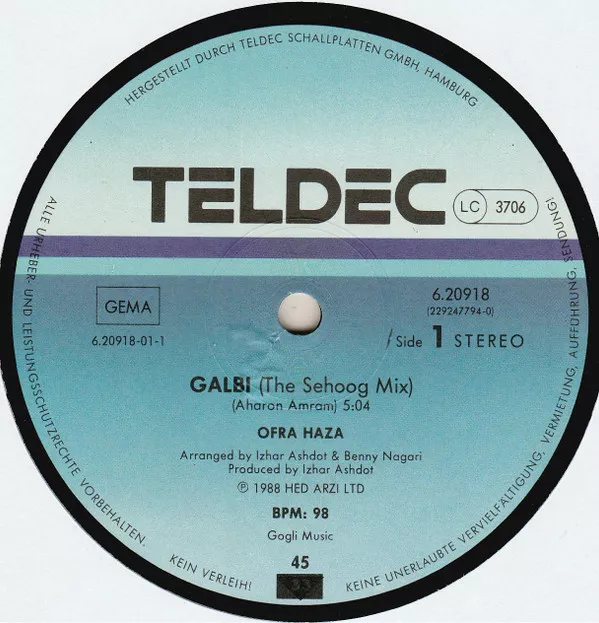 HERGESTELLT DURCH TELDEC SCHALLPLATTEN GMBH, HAMBURG
TELDEC
LC 3706
GEMA
6.20918-01-1
6.20918
(229247794-0)
/Side 1 STEREO
GALBI (The Sehoog Mix)
(Aharon Amram) 5:04
OFRA HAZA
Arranged by Izhar Ashdot & Benny Nagari
Produced by Izhar Ashdot
℗ 1988 HED ARZI LTD
BPM: 98
Gogli Music
45
ALLE URHEBER- UND LEISTUNGSSCHUTZRECHTE VORBEHALTEN.
KEIN VERLEIH!
KEINE UNERLAUBTE VERVIELFÄLTIGUNG, VERMIETUNG, AUFFÜHRUNG, SENDUNG!